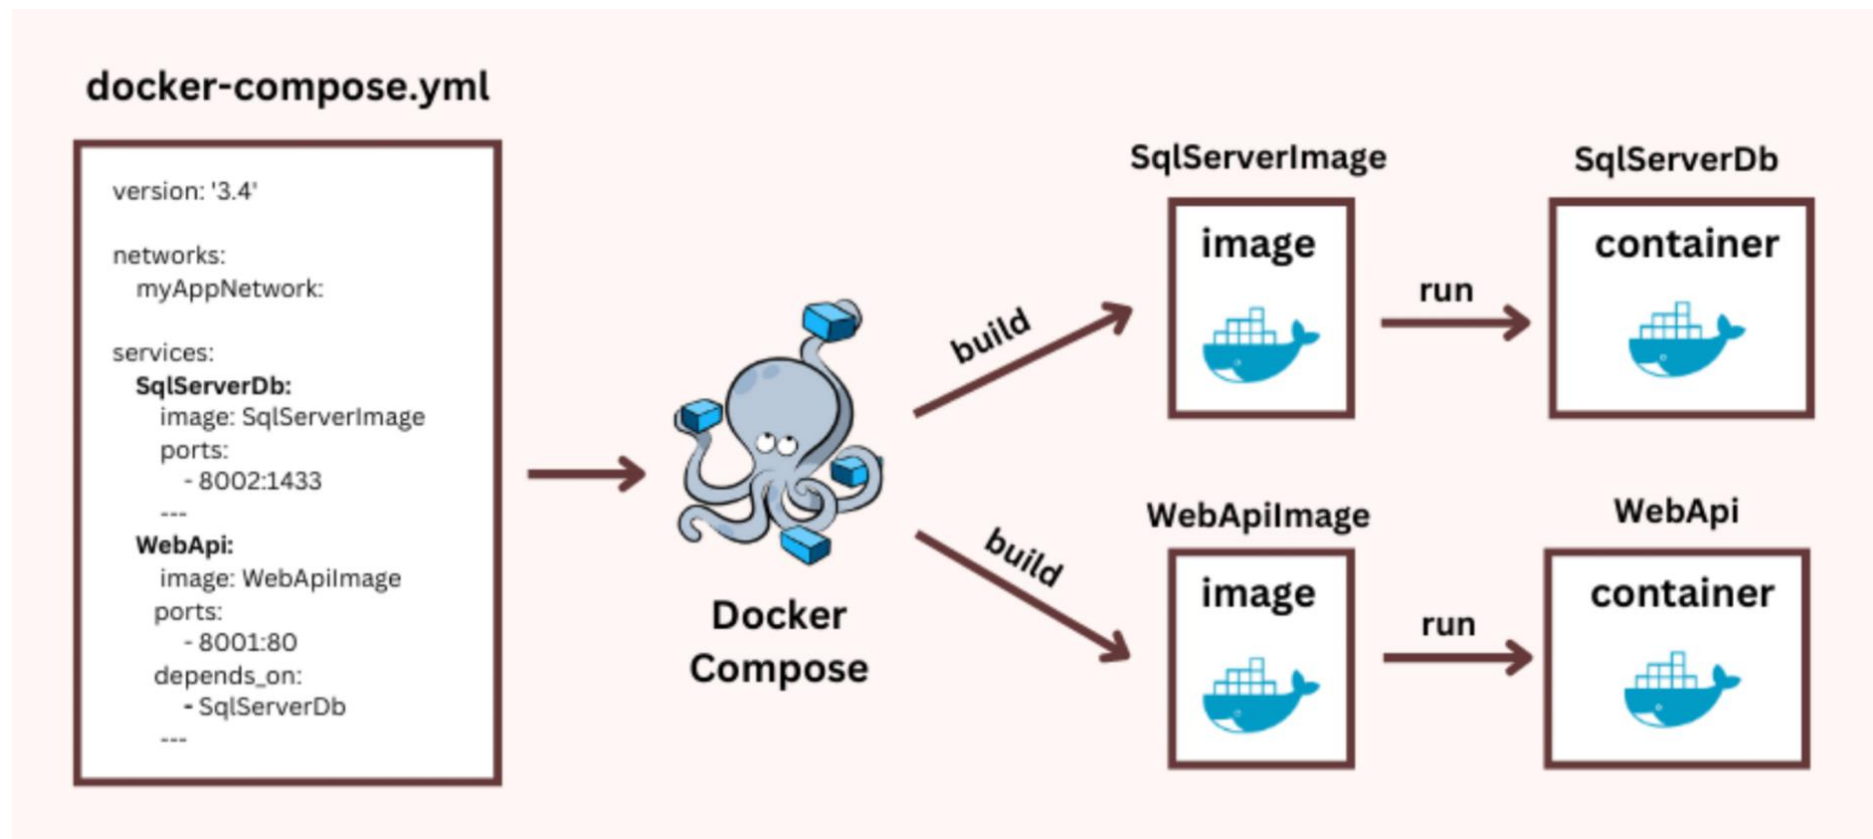 docker-compose.yml
version: '3.4'
networks:
myAppNetwork:
services:
SqlServerDb:
image: SqlServerImage
ports:
- 8002:1433
---
WebApi:
image: WebApiImage
ports:
- 8001:80
depends_on:
- SqlServerDb
---
Docker
Compose
build
SqlServerImage
image
run
SqlServerDb
container
build
WebApiImage
image
run
WebApi
container